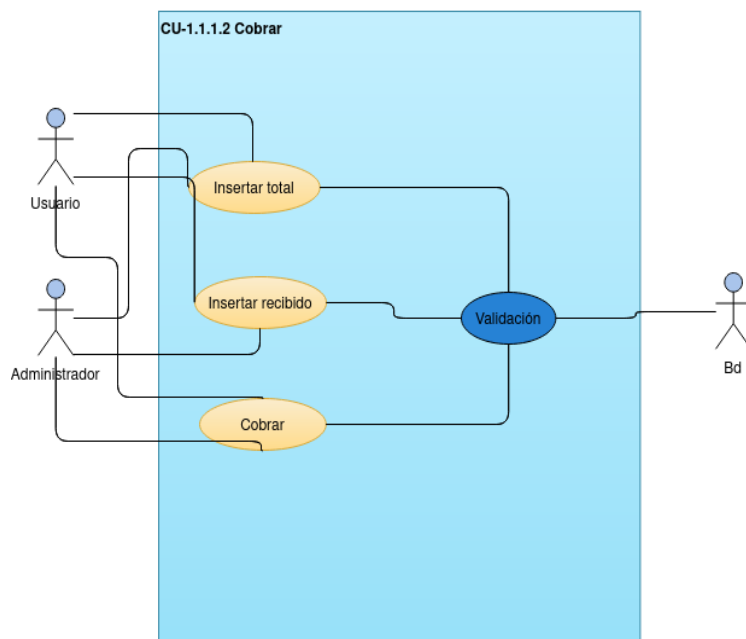 CU-1.1.1.2 Cobrar
Insertar total
Usuario
Insertar recibido
Validación
Administrador
Bd
Cobrar